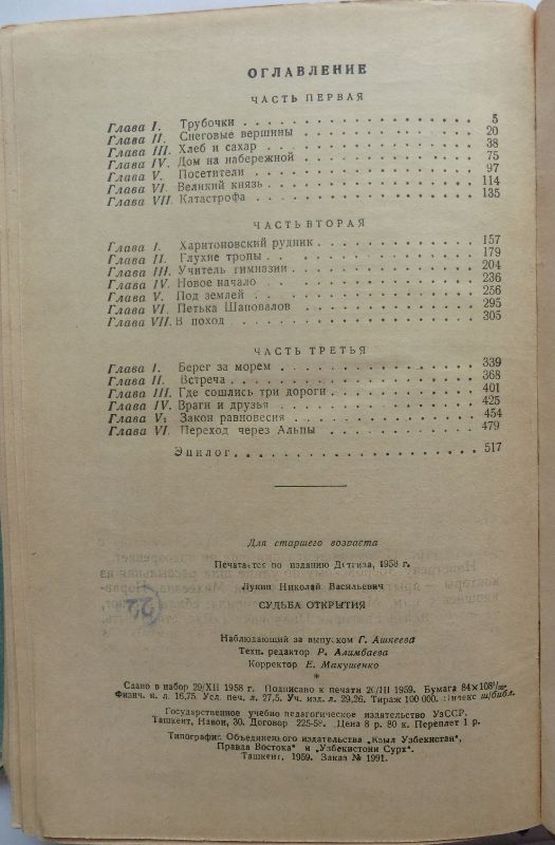 ОГЛАВЛЕНИЕ
ЧАСТЬ ПЕРВАЯ
Глава I. Трубочки 5
Глава II. Снеговые вершины 20
Глава III. Хлеб и сахар 38
Глава IV. Дом на набережной 75
Глава V. Посетители 97
Глава VI. Великий князь 114
Глава VII. Катастрофа 135
ЧАСТЬ ВТОРАЯ
Глава I. Харитоновский рудник 157
Глава II. Глухие тропы 179
Глава III. Учитель гимназии 204
Глава IV. Новое начало 236
Глава V. Под землей 256
Глава VI. Петька Шаповалов 295
Глава VII. В поход 305
ЧАСТЬ ТРЕТЬЯ
Глава I. Берег за морем 339
Глава II. Встреча 368
Глава III. Где сошлись три дороги 401
Глава IV. Враги и друзья 425
Глава V. Закон равновесия 454
Глава VI. Переход через Альпы 479
Эпилог 517
Для старшего возраста
Печатается по изданию Детгиза, 1958 г.
Лукин Николай Васильевич
СУДЬБА ОТКРЫТИЯ
Наблюдающий за выпуском Г. Ашкеева
Техн. редактор Р. Алимбаева
Корректор Е. Макушенко
*
Сдано в набор 29/XII 1958 г. Подписано к печати 20/III 1959. Бумага 84×108¹/₃₂.
Физич. п. л. 16,75. Усл. печ. л. 27,5. Уч. изд. л. 29,26. Тираж 100 000. Индекс ш/библ.
Государственное учебно педагогическое издательство УзССР.
Ташкент, Навои, 30. Договор 225-58. Цена 8 р. 80 к. Переплет 1 р.
Типография Объединенного издательства „Кзыл Узбекистан",
Правда Востока" и „Узбекистони Сурх".
Ташкент, 1959. Заказ № 1991.